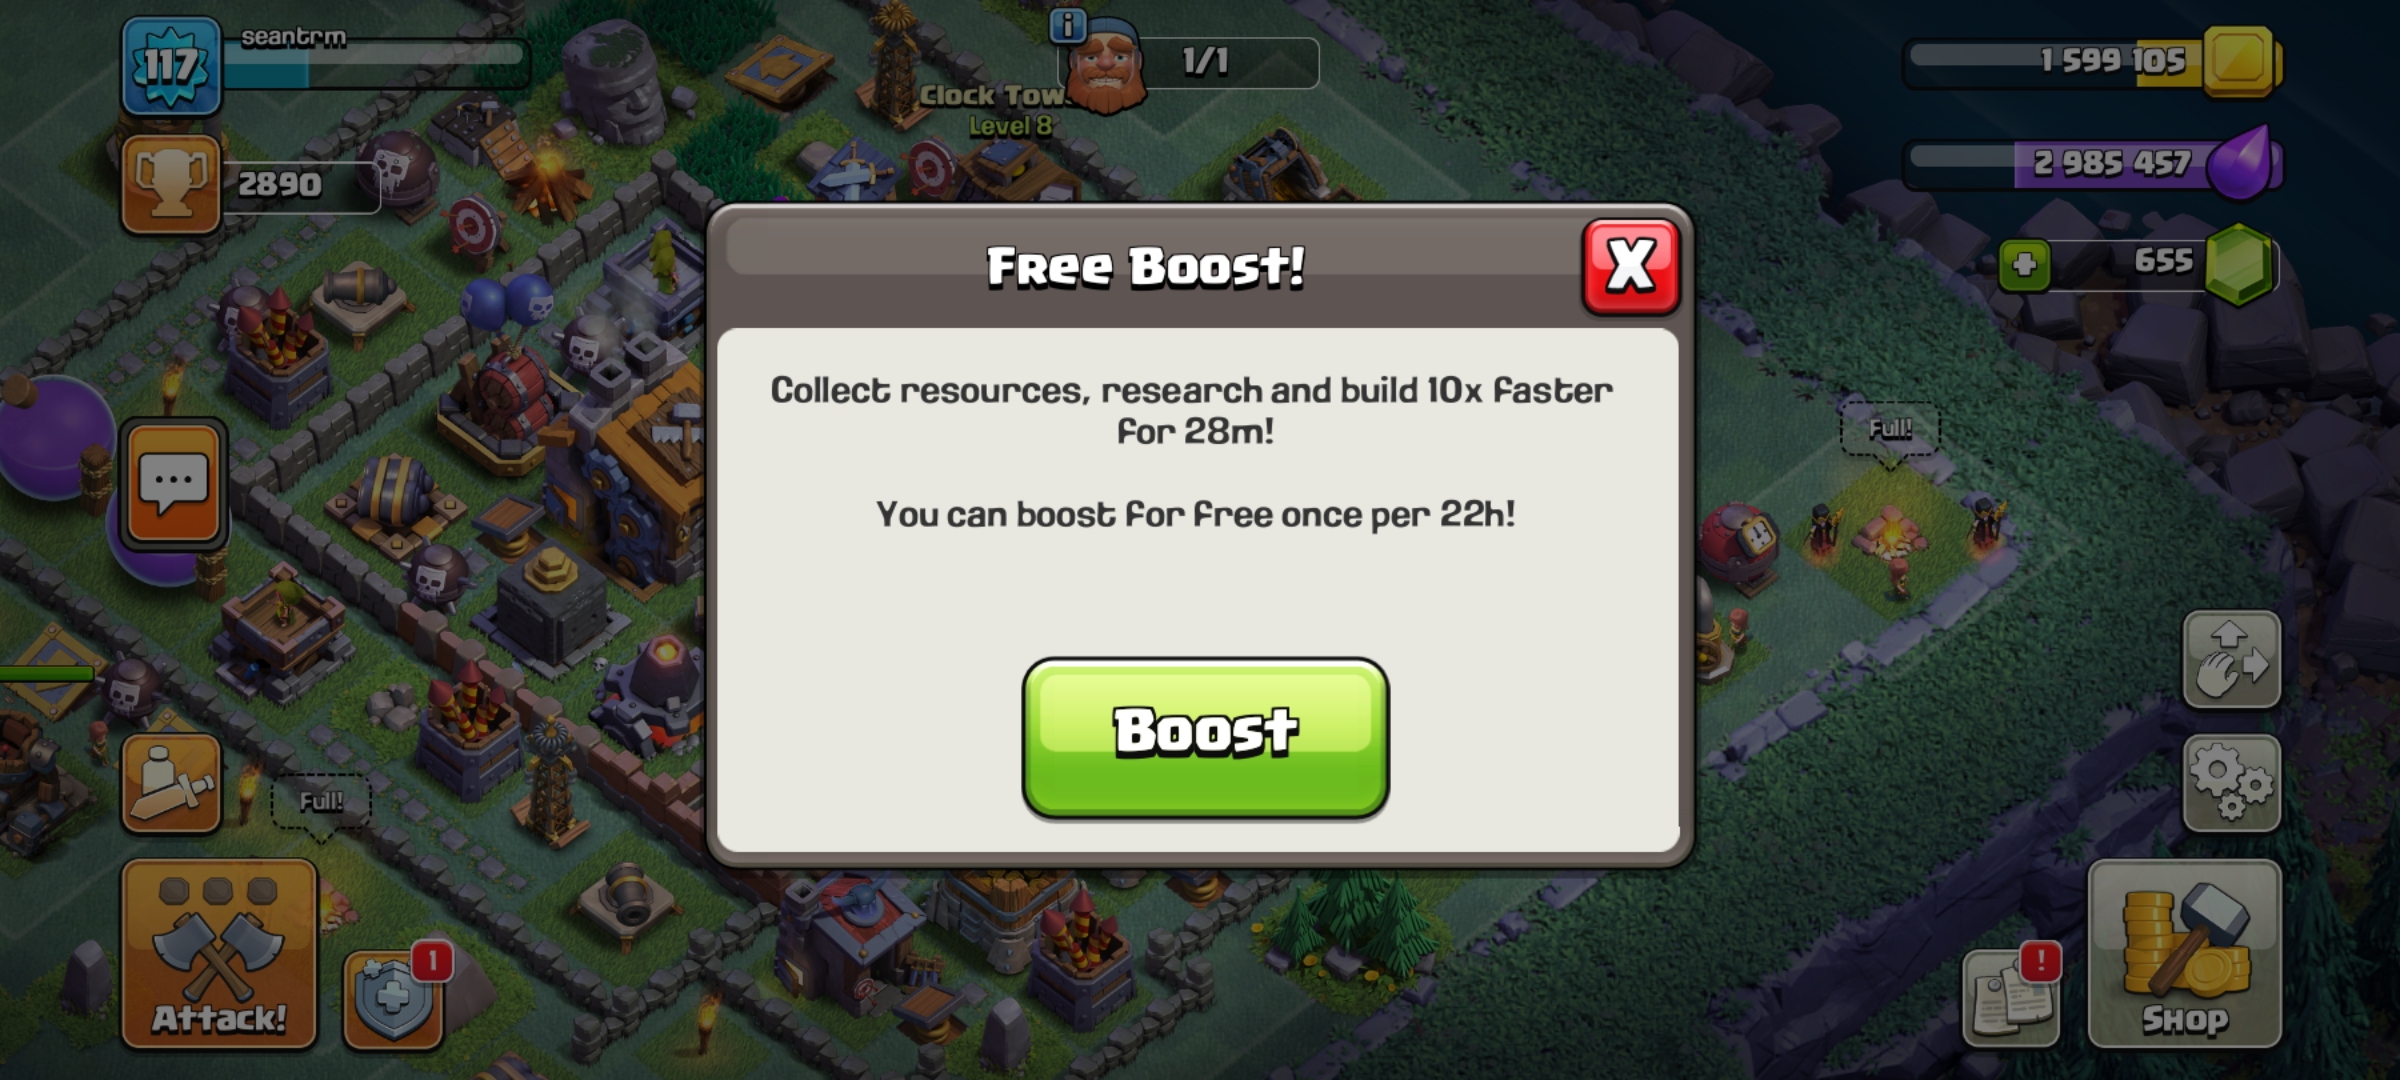 117
seantrm
1/1
1 599 105
Clock Tow
Level 8
2890
2 985 457
655
Free Boost!
X
Collect resources, research and build 10x faster
for 28m!
You can boost for free once per 22h!
Full!
Boost
Full!
1
!
Attack!
Shop